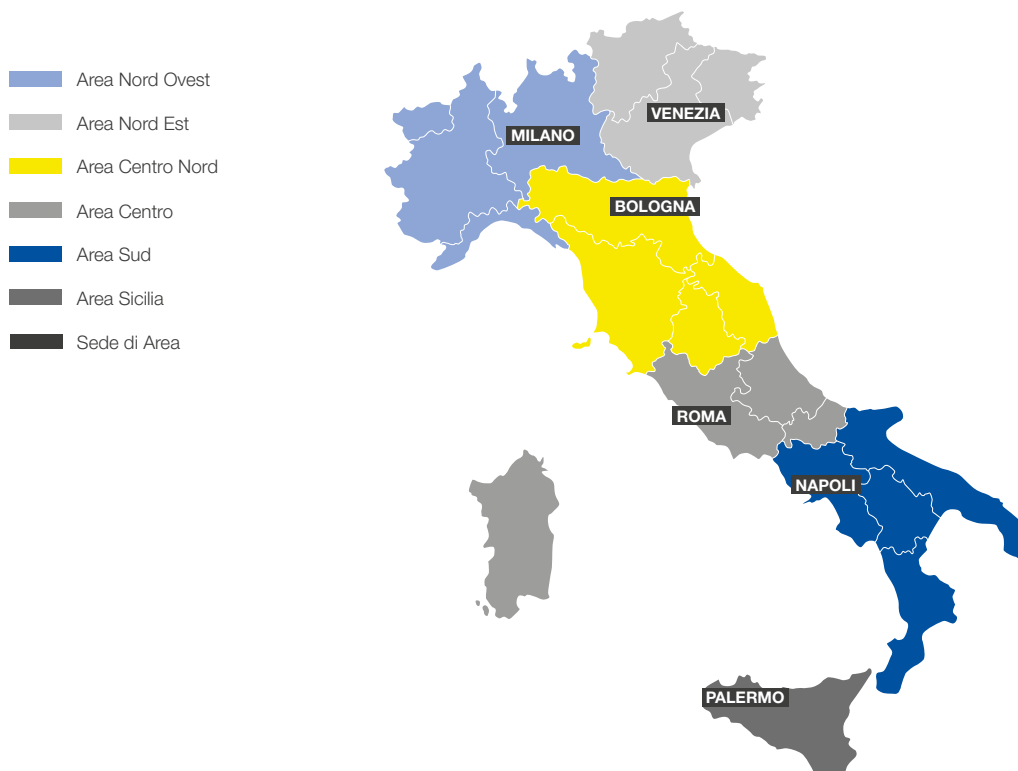 Area Nord Ovest
Area Nord Est
Area Centro Nord
Area Centro
Area Sud
Area Sicilia
Sede di Area
VENEZIA
MILANO
BOLOGNA
ROMA
NAPOLI
PALERMO